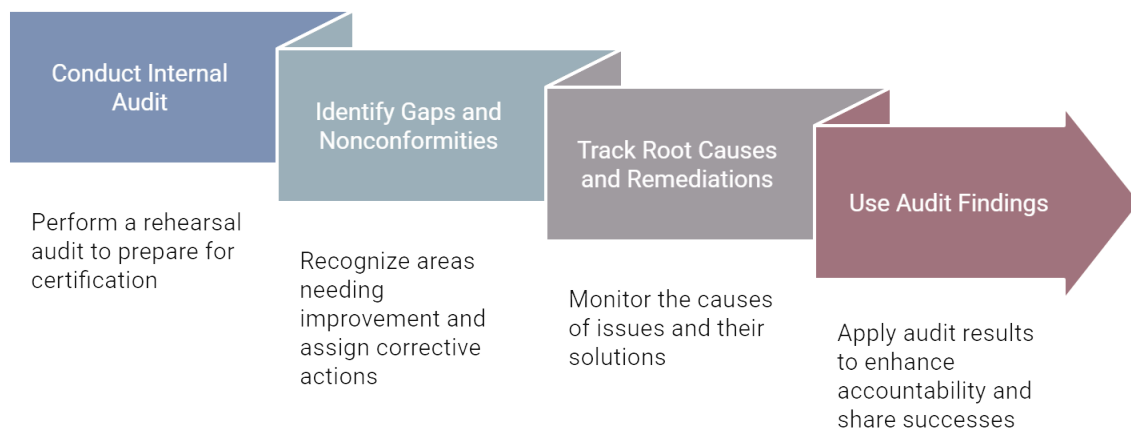 Conduct Internal
Audit
Perform a rehearsal
audit to prepare for
certification
Identify Gaps and
Nonconformities
Recognize areas
needing
improvement and
assign corrective
actions
Track Root Causes
and Remediations
Monitor the causes
of issues and their
solutions
Use Audit Findings
Apply audit results
to enhance
accountability and
share successes